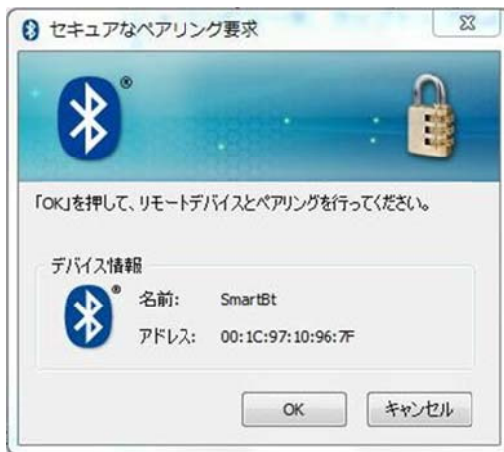 セキュアなペアリング要求
®
「OK」を押して、リモートデバイスとペアリングを行ってください。
デバイス情報
®
名前: SmartBt
アドレス: 00:1C:97:10:96:7F
OK キャンセル